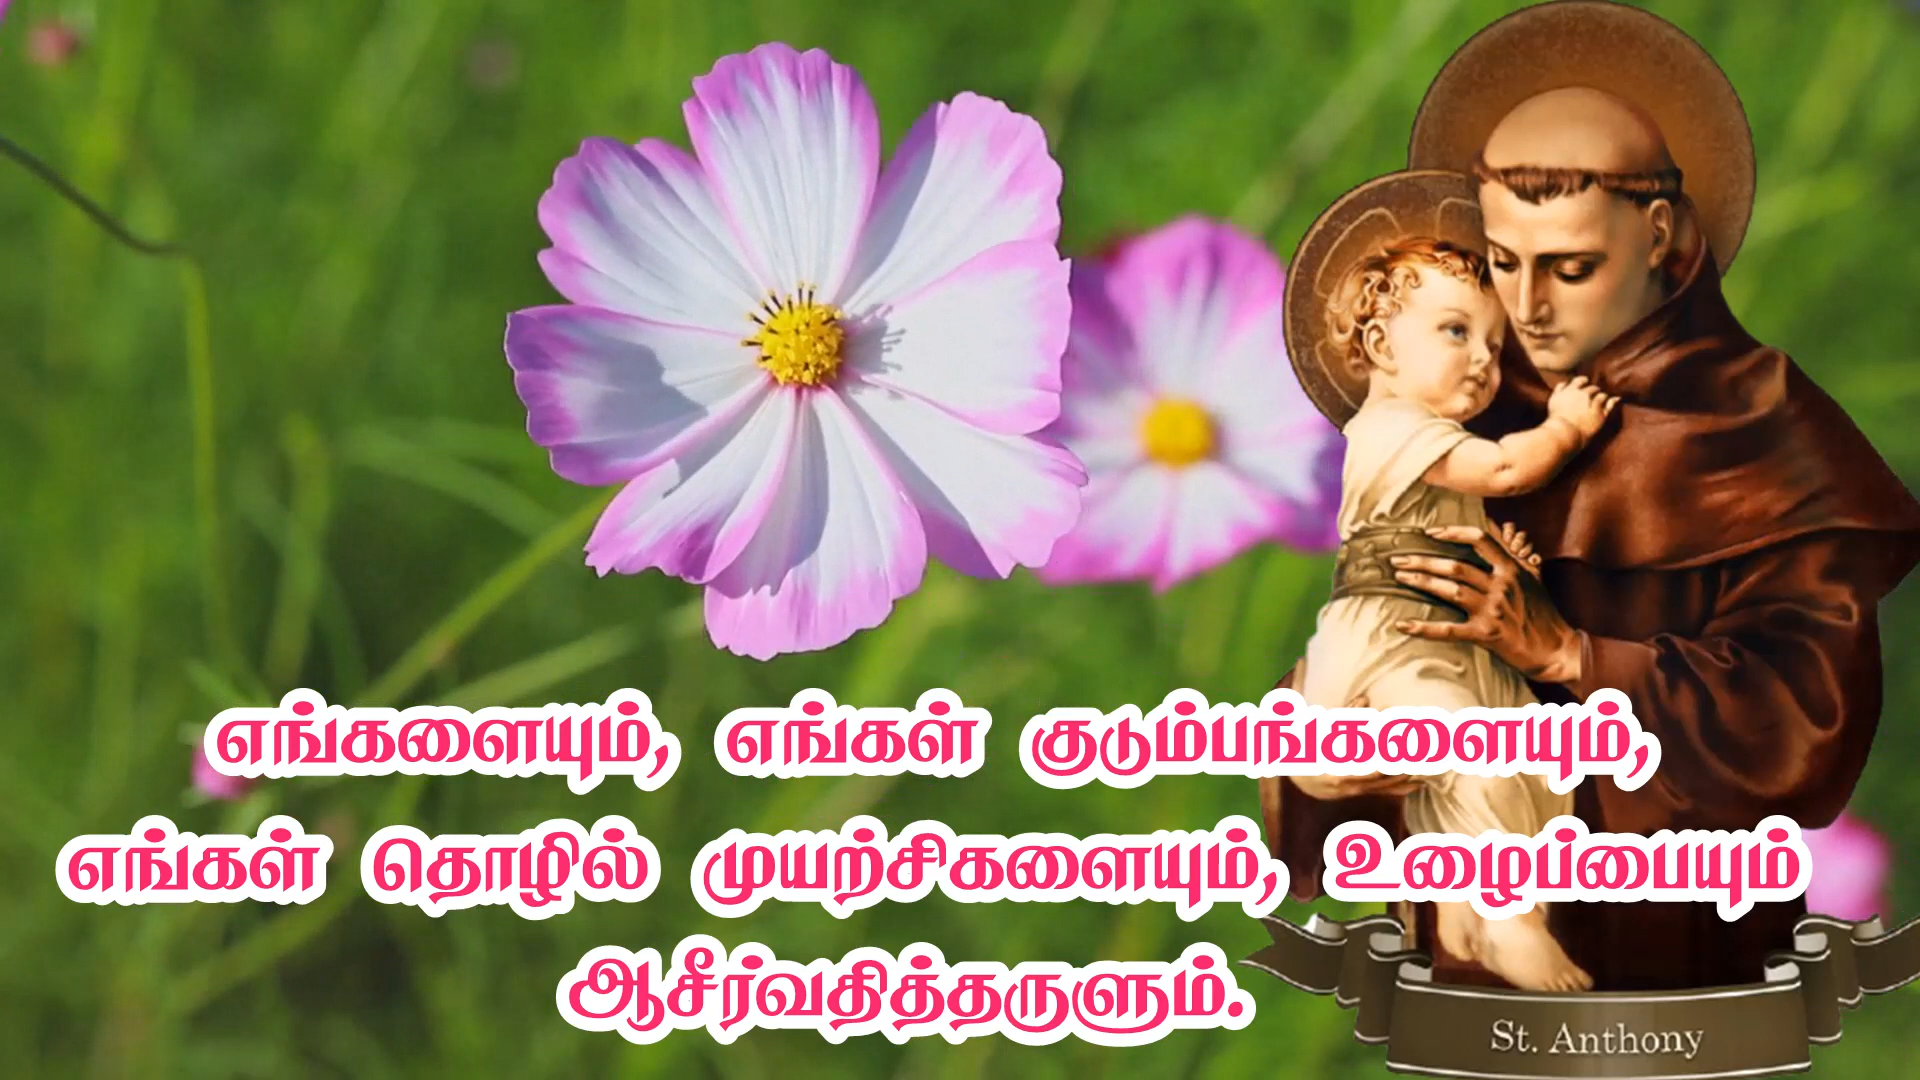 எங்களையும், எங்கள் குடும்பங்களையும்,
எங்கள் தொழில் முயற்சிகளையும், உழைப்பையும்
ஆசீர்வதித்தருளும்.
St. Anthony